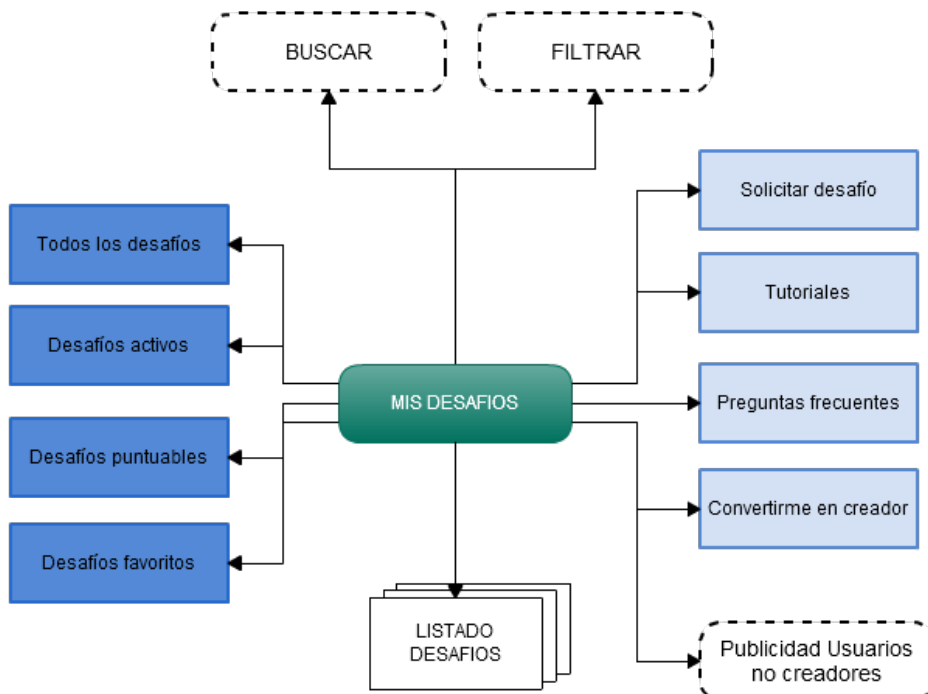 BUSCAR
FILTRAR
Solicitar desafío
Todos los desafíos
Tutoriales
Desafíos activos
MIS DESAFIOS
Preguntas frecuentes
Desafíos puntuables
Convertirme en creador
Desafíos favoritos
LISTADO
DESAFIOS
Publicidad Usuarios
no creadores